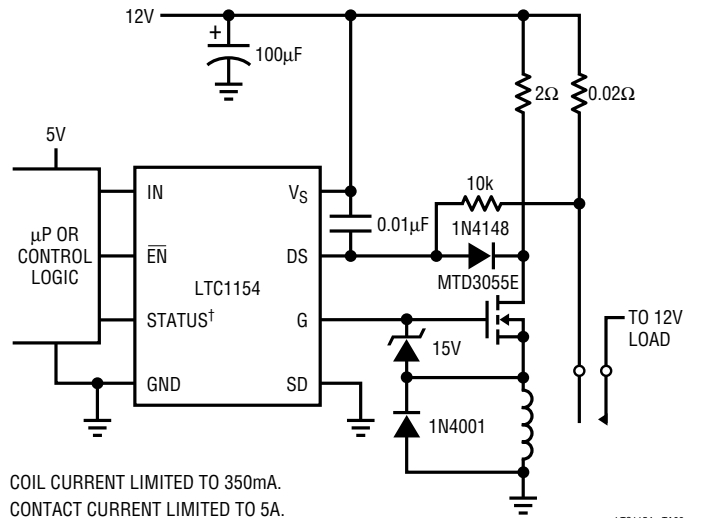 12V
+
100µF
2Ω
0.02Ω
5V
10k
IN
VS
0.01µF
1N4148
µP OR
CONTROL
LOGIC
EN
DS
MTD3055E
LTC1154
STATUS†
G
TO 12V
LOAD
15V
GND
SD
1N4001
COIL CURRENT LIMITED TO 350mA.
CONTACT CURRENT LIMITED TO 5A.